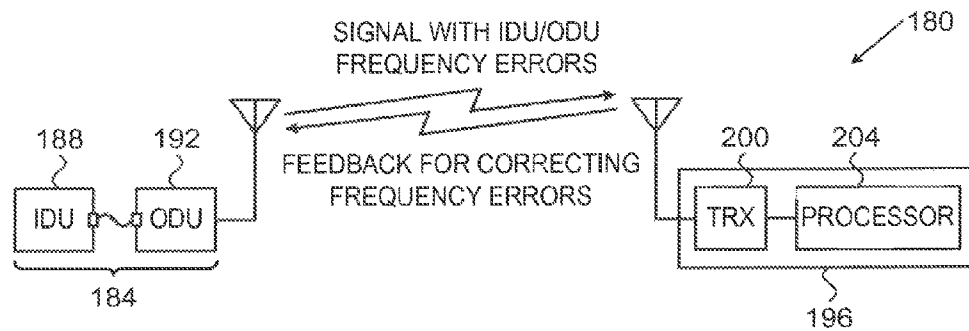 180
SIGNAL WITH IDU/ODU
FREQUENCY ERRORS
188
192
200
204
FEEDBACK FOR CORRECTING
FREQUENCY ERRORS
IDU
ODU
TRX
PROCESSOR
184
196